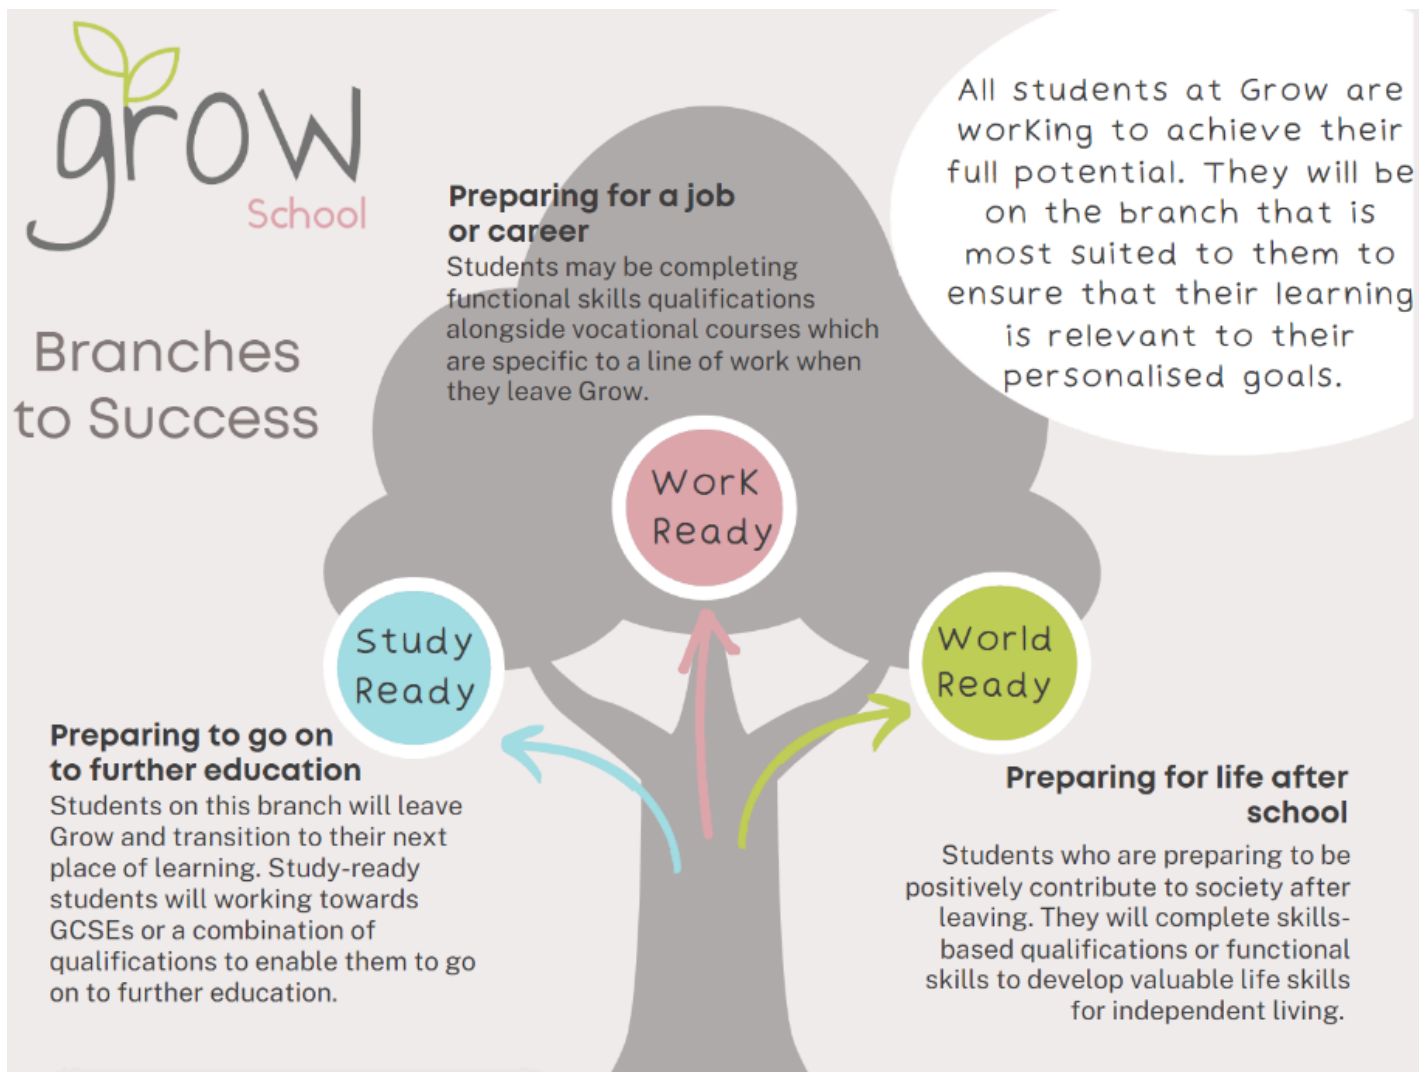 grow
School
Branches
to Success
All students at Grow are
working to achieve their
full potential. They will be
on the branch that is
most suited to them to
ensure that their learning
is relevant to their
personalised goals.
Preparing for a job
or career
Students may be completing
functional skills qualifications
alongside vocational courses which
are specific to a line of work when
they leave Grow.
Work
Ready
Study
Ready
World
Ready
Preparing to go on
to further education
Students on this branch will leave
Grow and transition to their next
place of learning. Study-ready
students will working towards
GCSEs or a combination of
qualifications to enable them to go
on to further education.
Preparing for life after
school
Students who are preparing to be
positively contribute to society after
leaving. They will complete skills-
based qualifications or functional
skills to develop valuable life skills
for independent living.